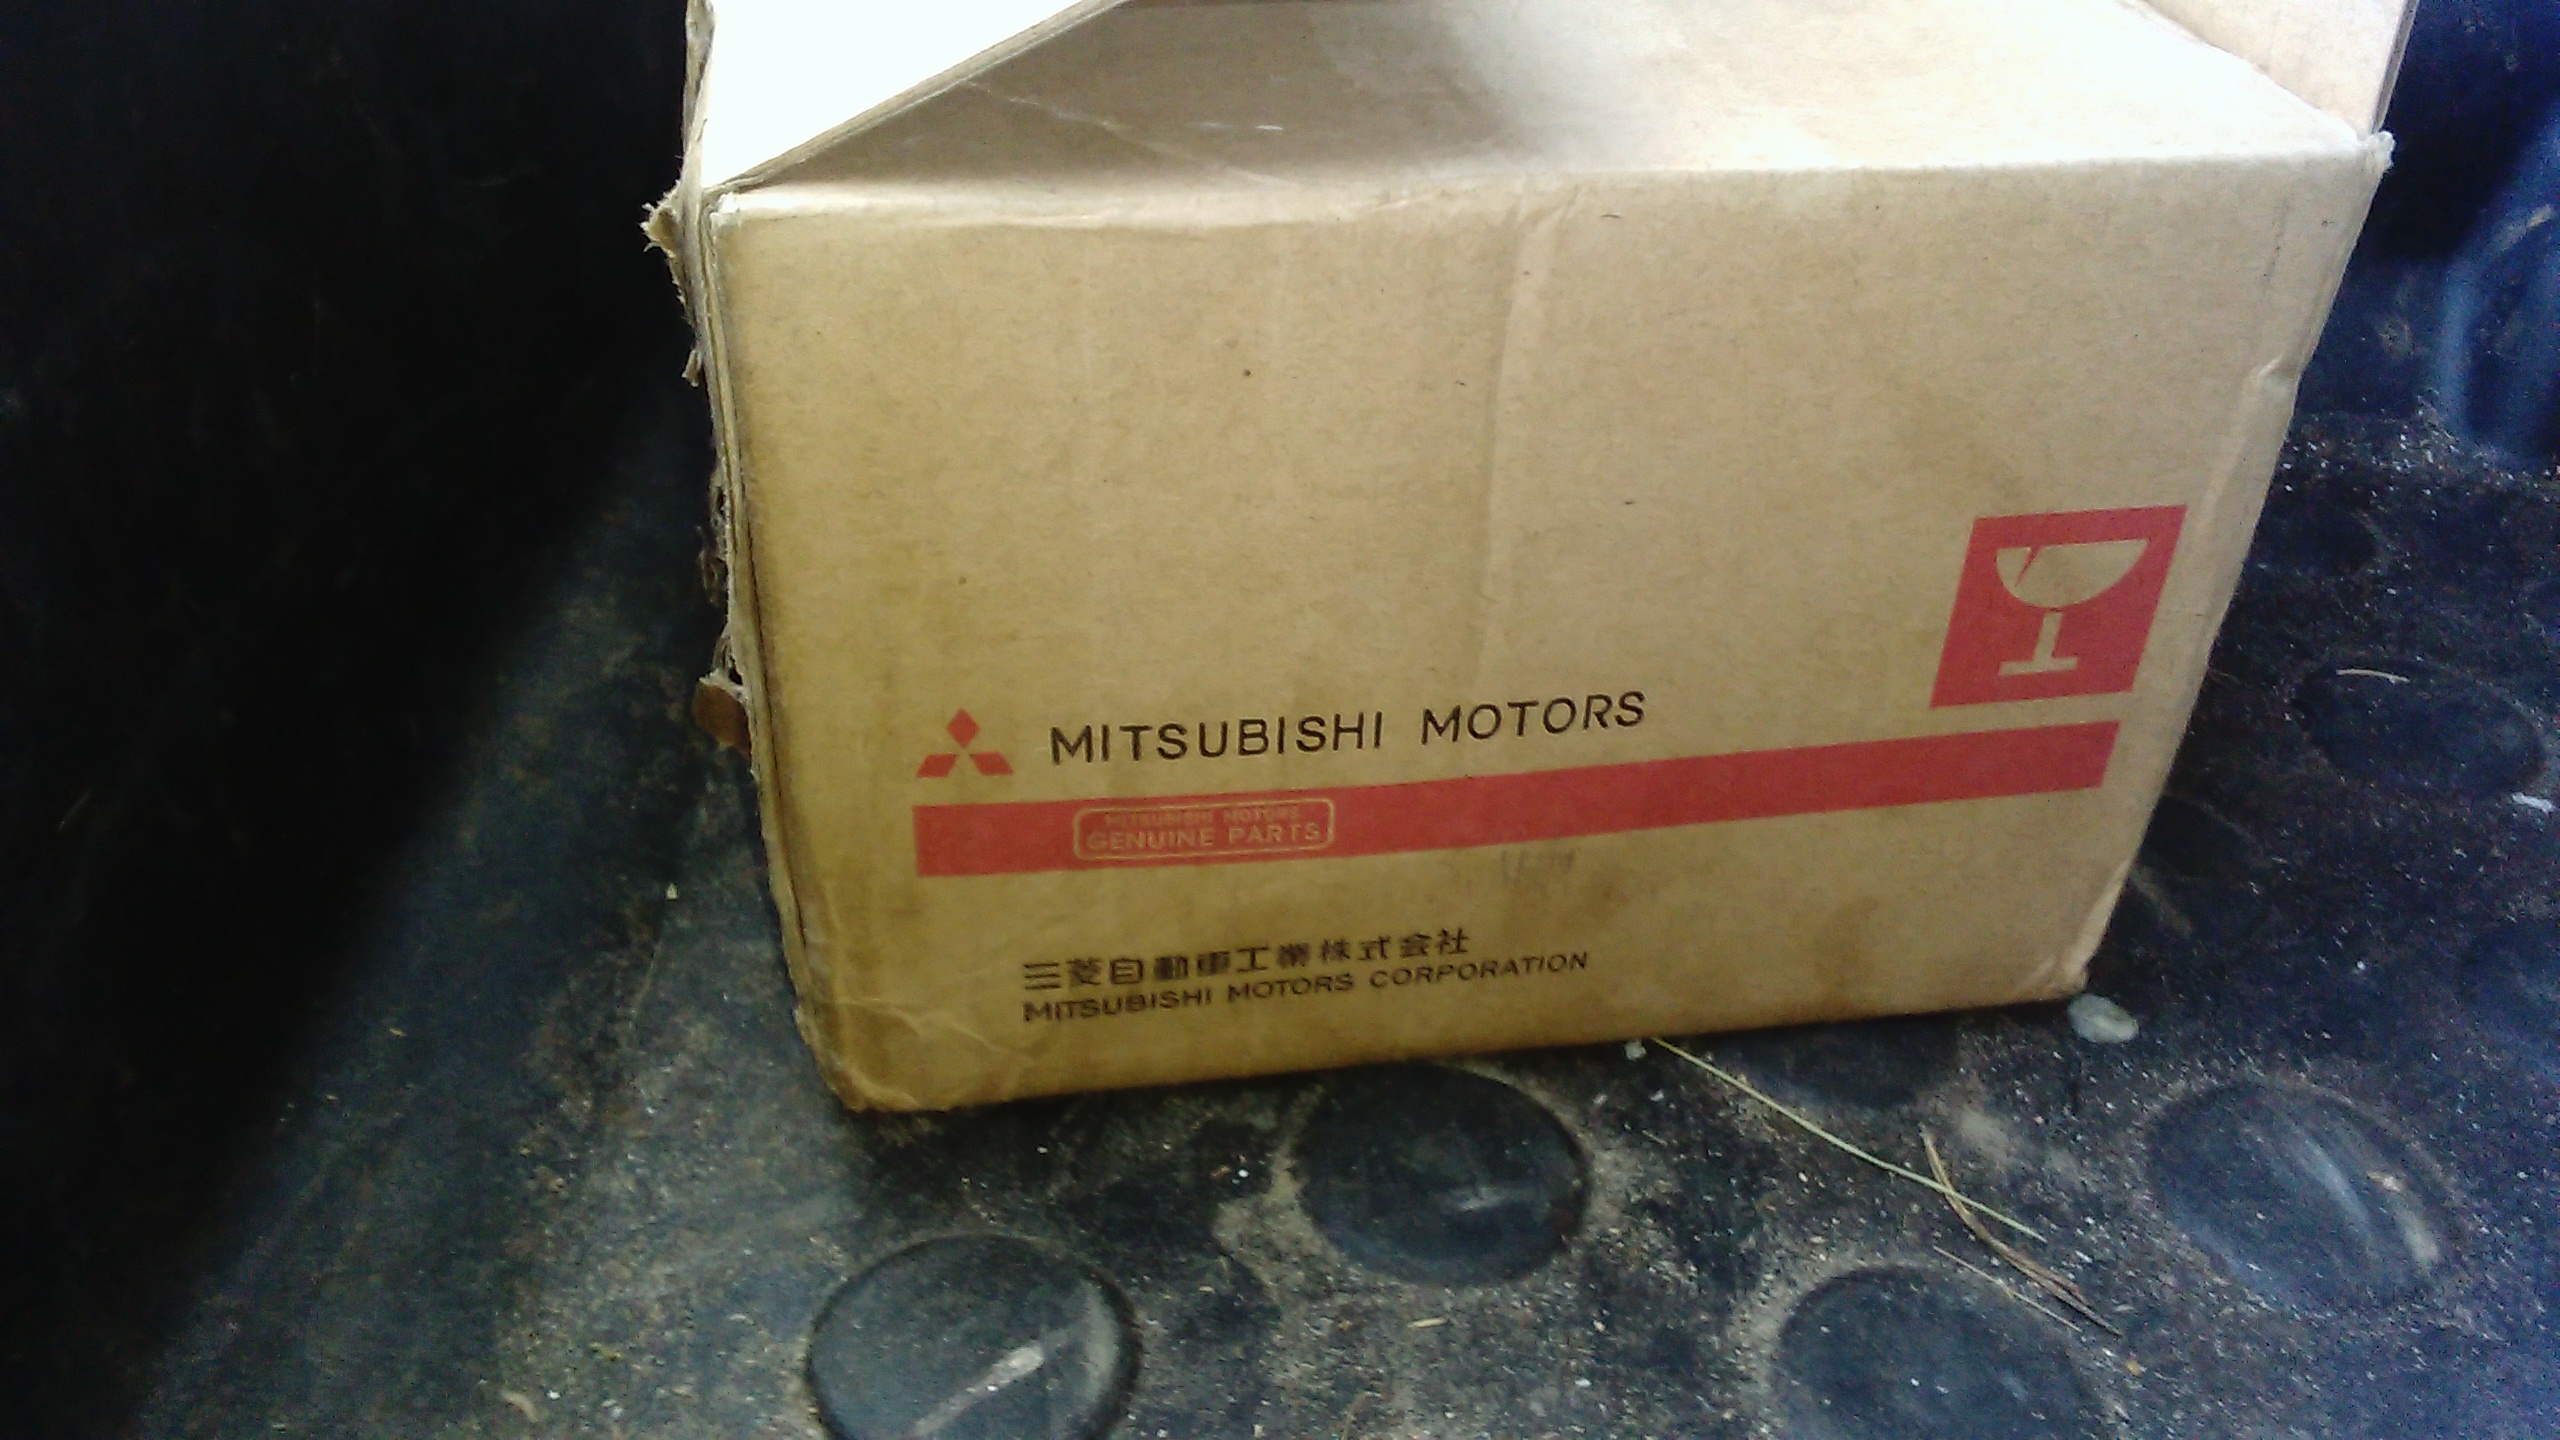 MITSUBISHI MOTORS
MITSUBISHI MOTORS
GENUINE PARTS
三菱自動車工業株式会社
MITSUBISHI MOTORS CORPORATION